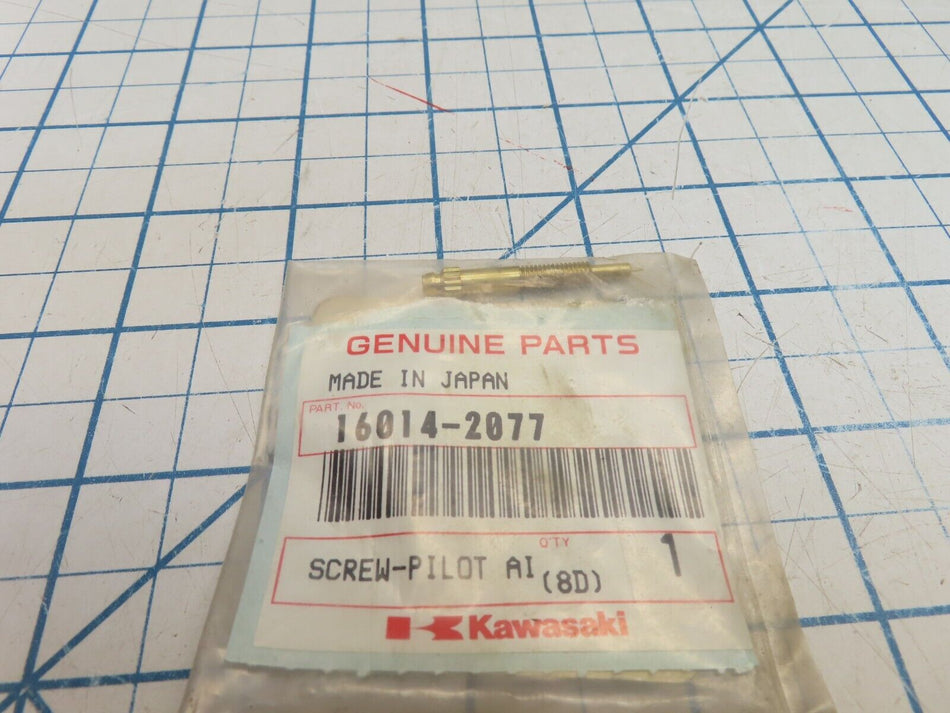 GENUINE PARTS
MADE IN JAPAN
PART. No.
16014-2077
Q'TY
SCREW-PILOT AI (8D) 1
Kawasaki